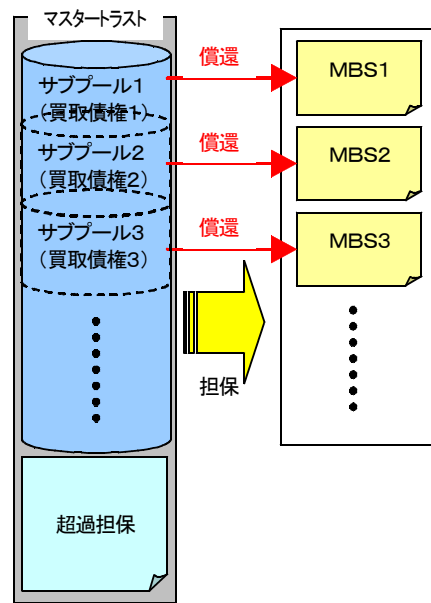 マスタートラスト
サブプール1
(買取債権1)
償還
MBS1
サブプール2
(買取債権2)
償還
MBS2
サブプール3
(買取債権3)
償還
MBS3
担保
超過担保